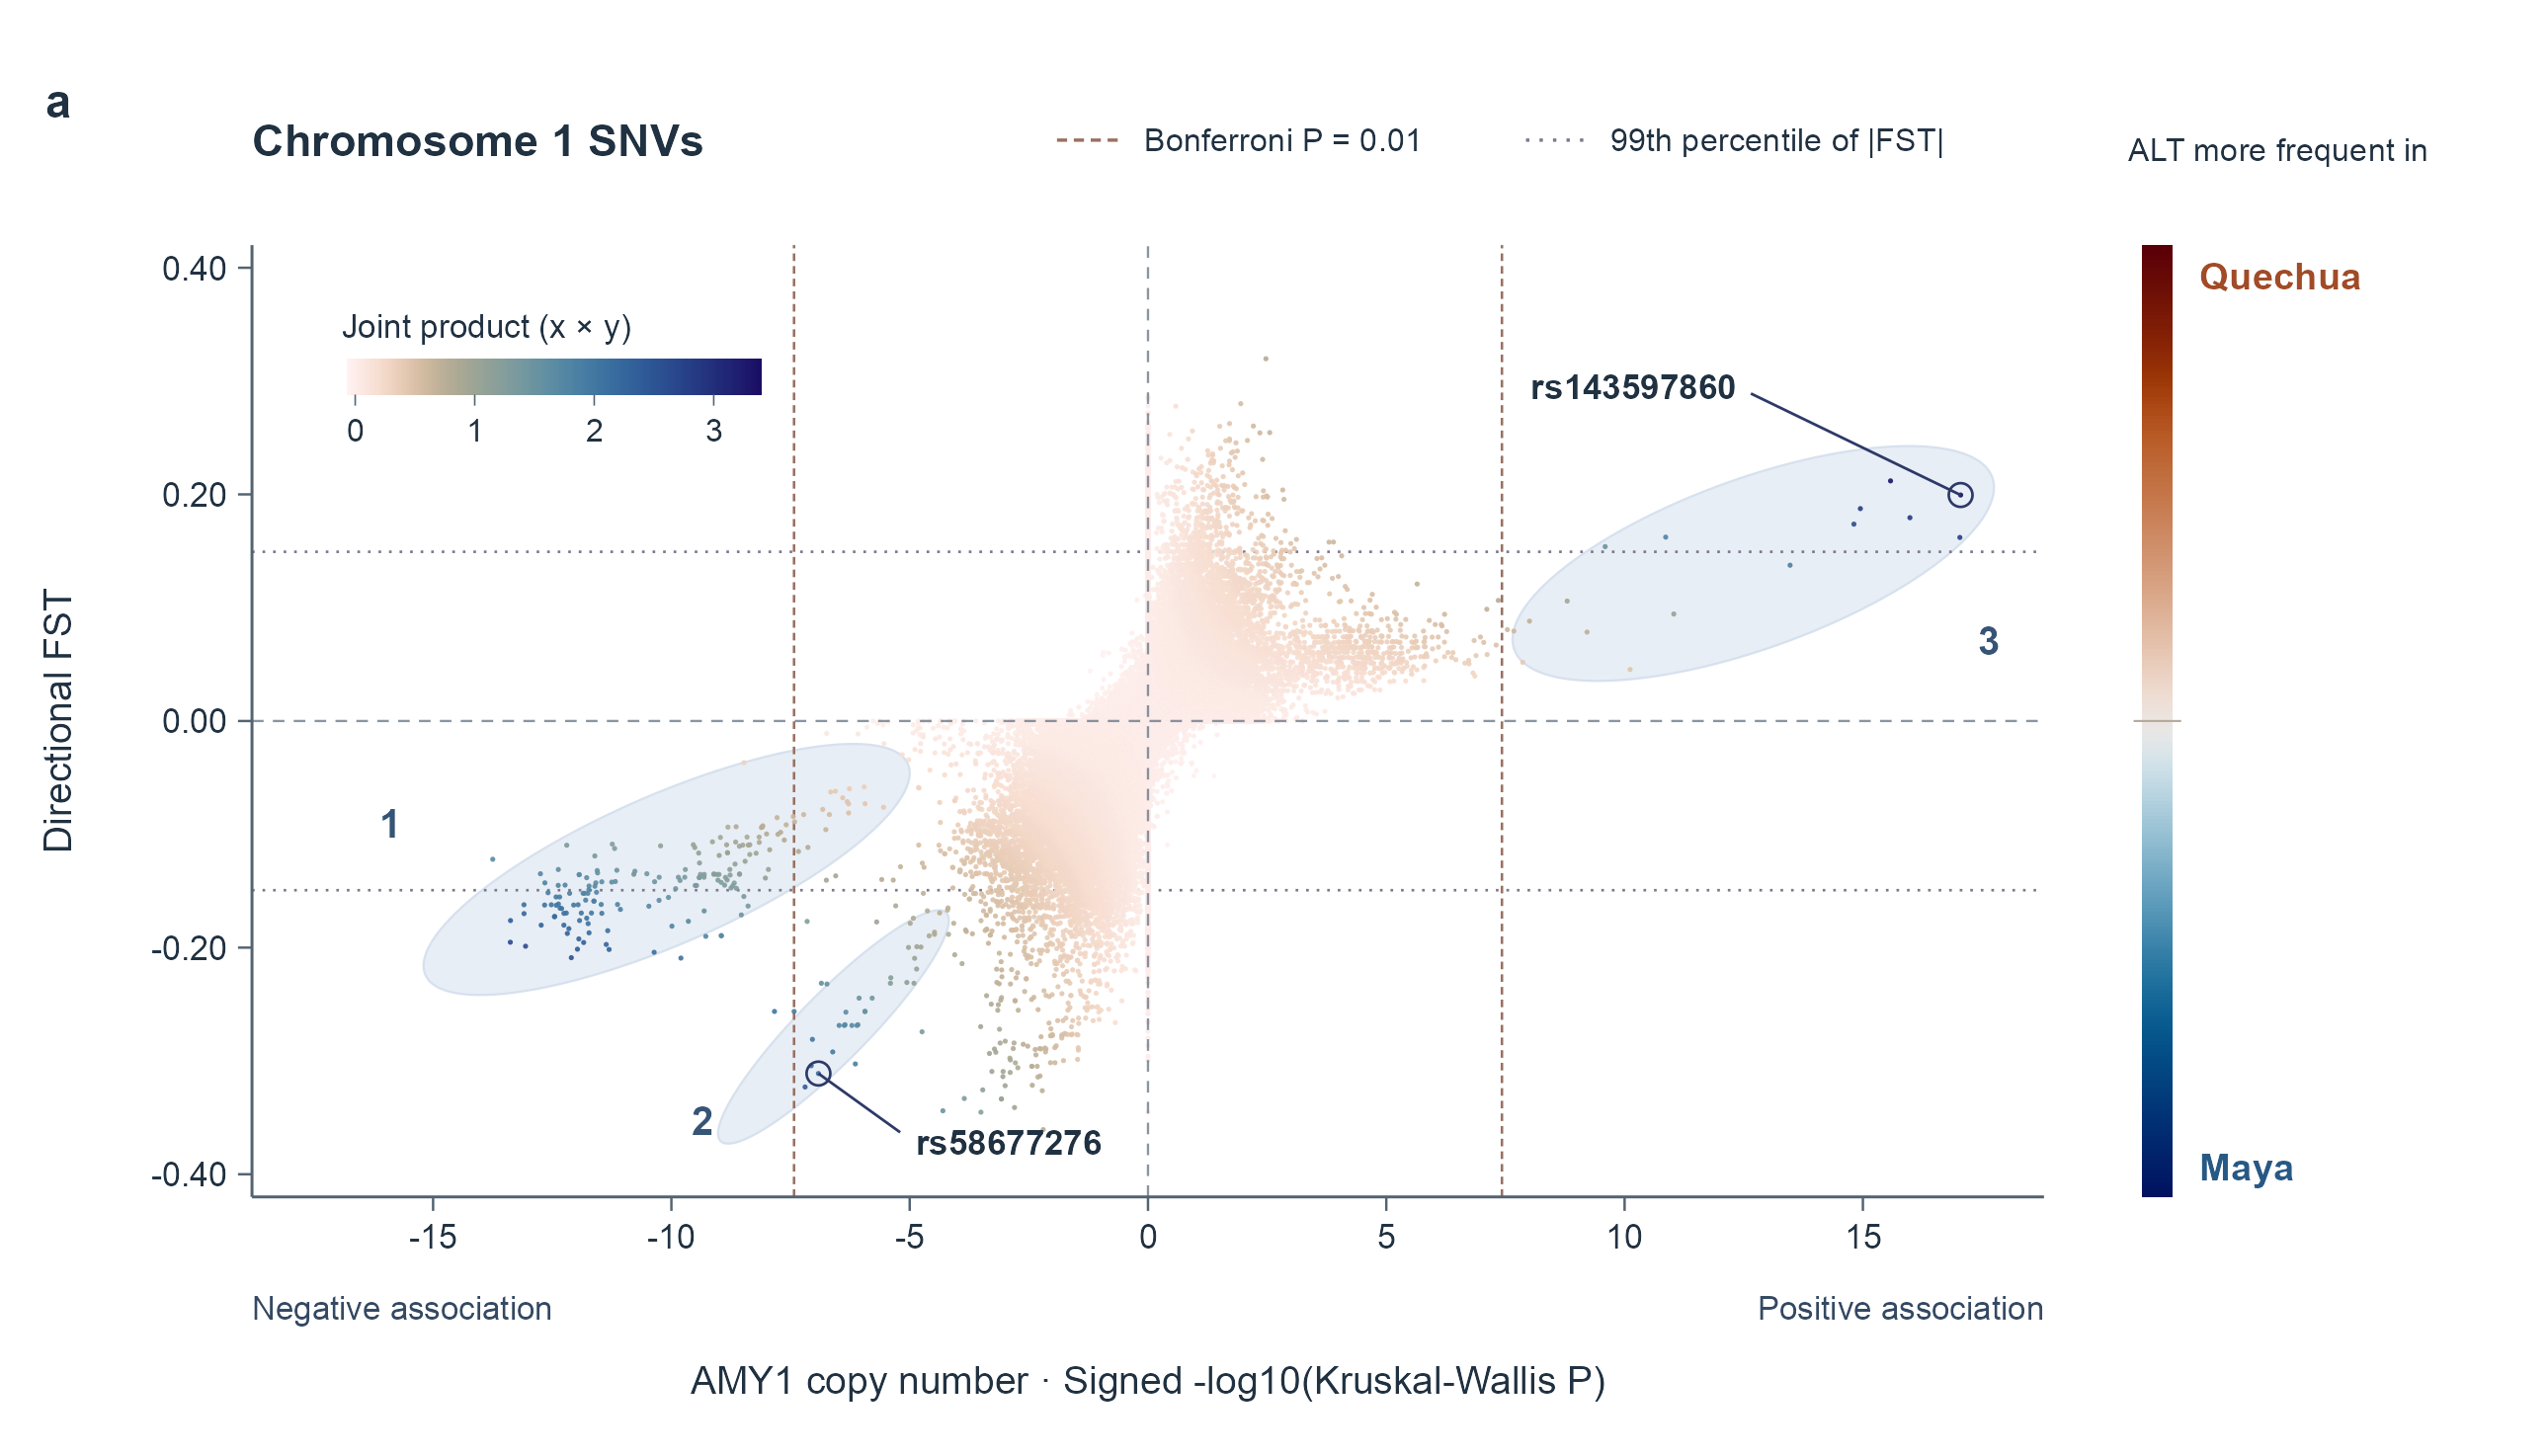 a
Chromosome 1 SNVs
Bonferroni P = 0.01
99th percentile of |FST|
ALT more frequent in
Quechua
Maya
Joint product (x × y)
0 1 2 3
rs143597860
rs58677276
1
2
3
Directional FST
0.40
0.20
0.00
-0.20
-0.40
-15 -10 -5 0 5 10 15
Negative association
Positive association
AMY1 copy number · Signed -log10(Kruskal-Wallis P)